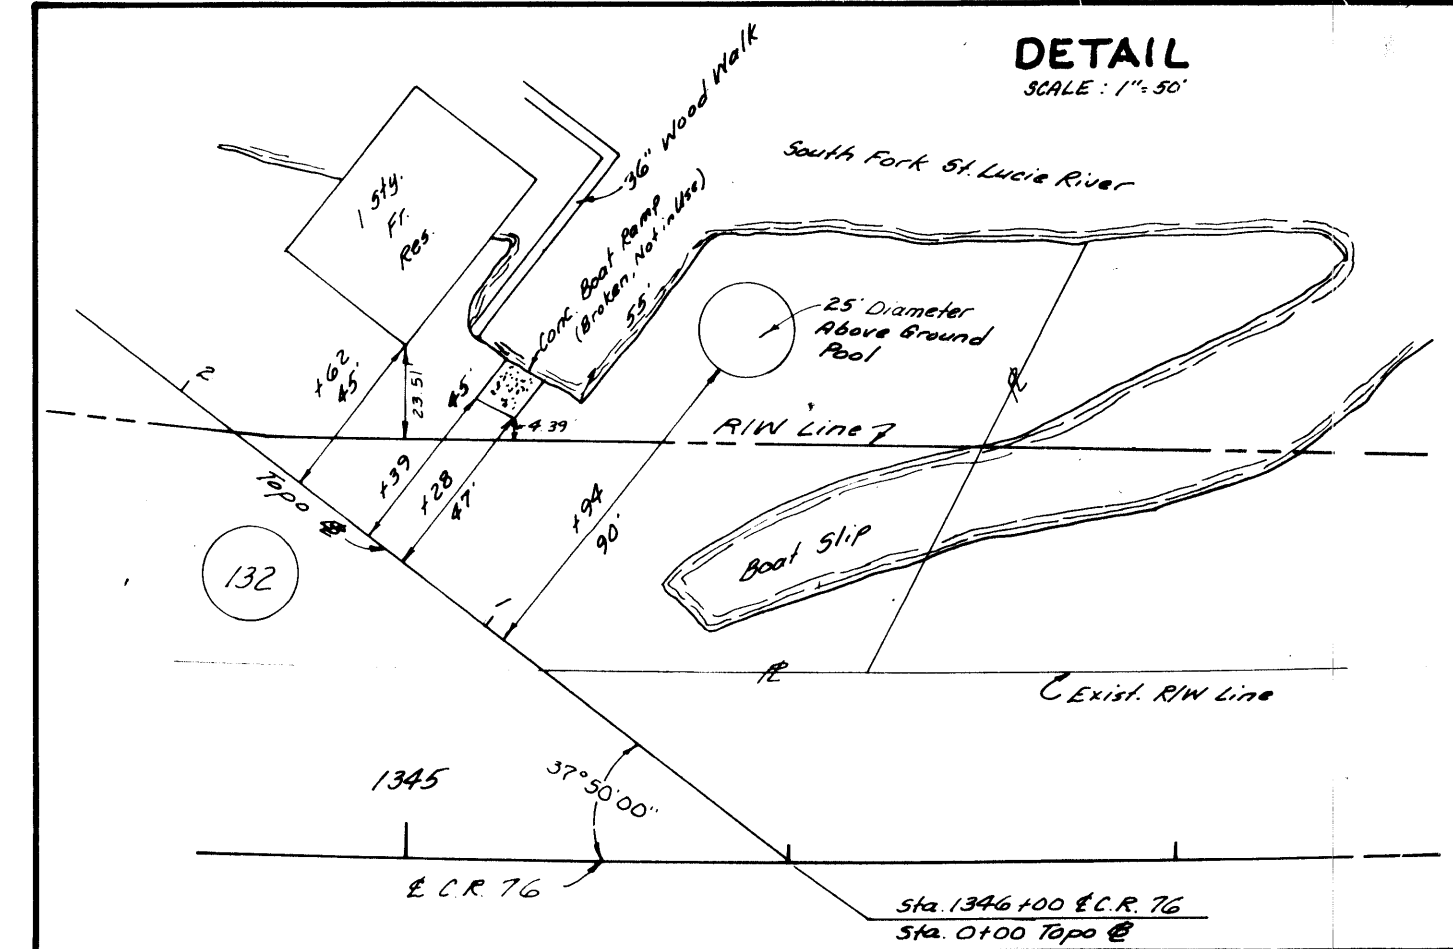 DETAIL
SCALE : 1"=50'
36" Wood Walk
South Fork St. Lucie River
1 Sty.
Fr.
Res.
Conc. Boat Ramp
(Broken, Not in Use)
55'
25' Diameter
Above Ground
Pool
2
+62
45'
23.51'
45'
4.39'
R/W Line
+39
+28
47'
+94
90'
Topo
Boat Slip
132
1
Exist. R/W Line
1345
37°50'00"
℄ C.R. 76
Sta. 1346+00 ℄ C.R. 76
Sta. 0+00 Topo